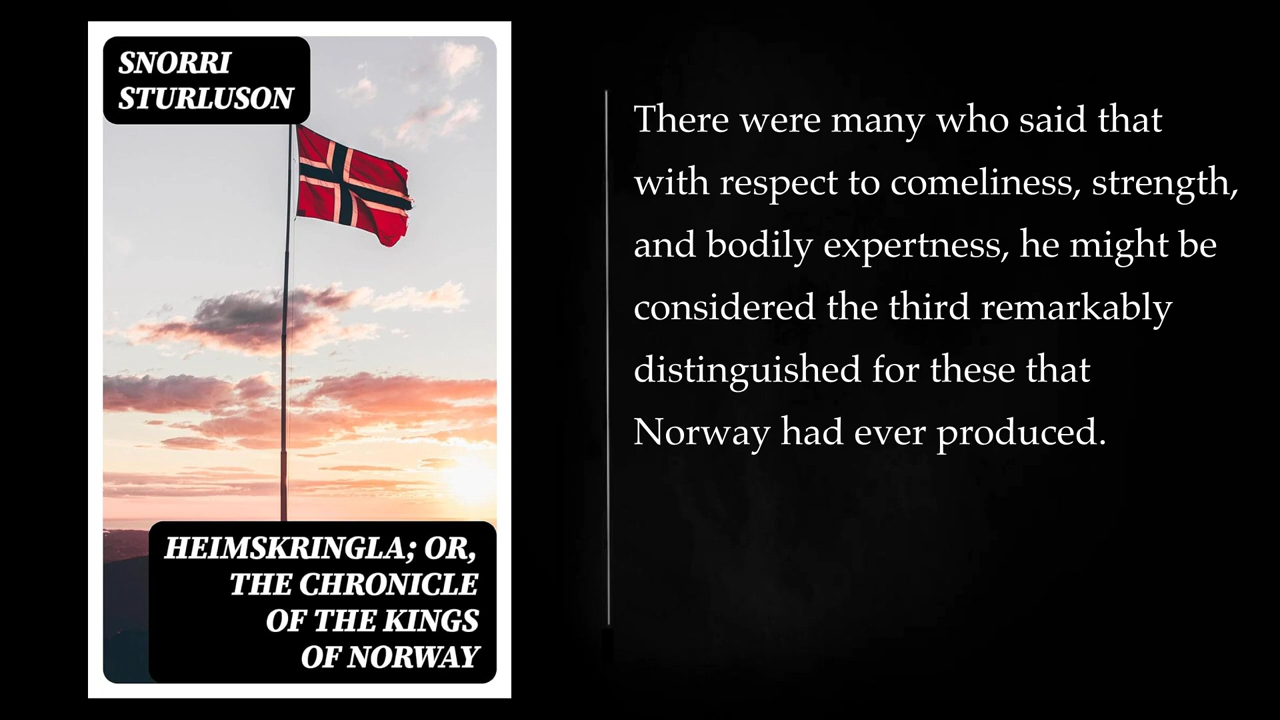 SNORRI
STURLUSON
HEIMSKRINGLA; OR,
THE CHRONICLE
OF THE KINGS
OF NORWAY
There were many who said that
with respect to comeliness, strength,
and bodily expertness, he might be
considered the third remarkably
distinguished for these that
Norway had ever produced.